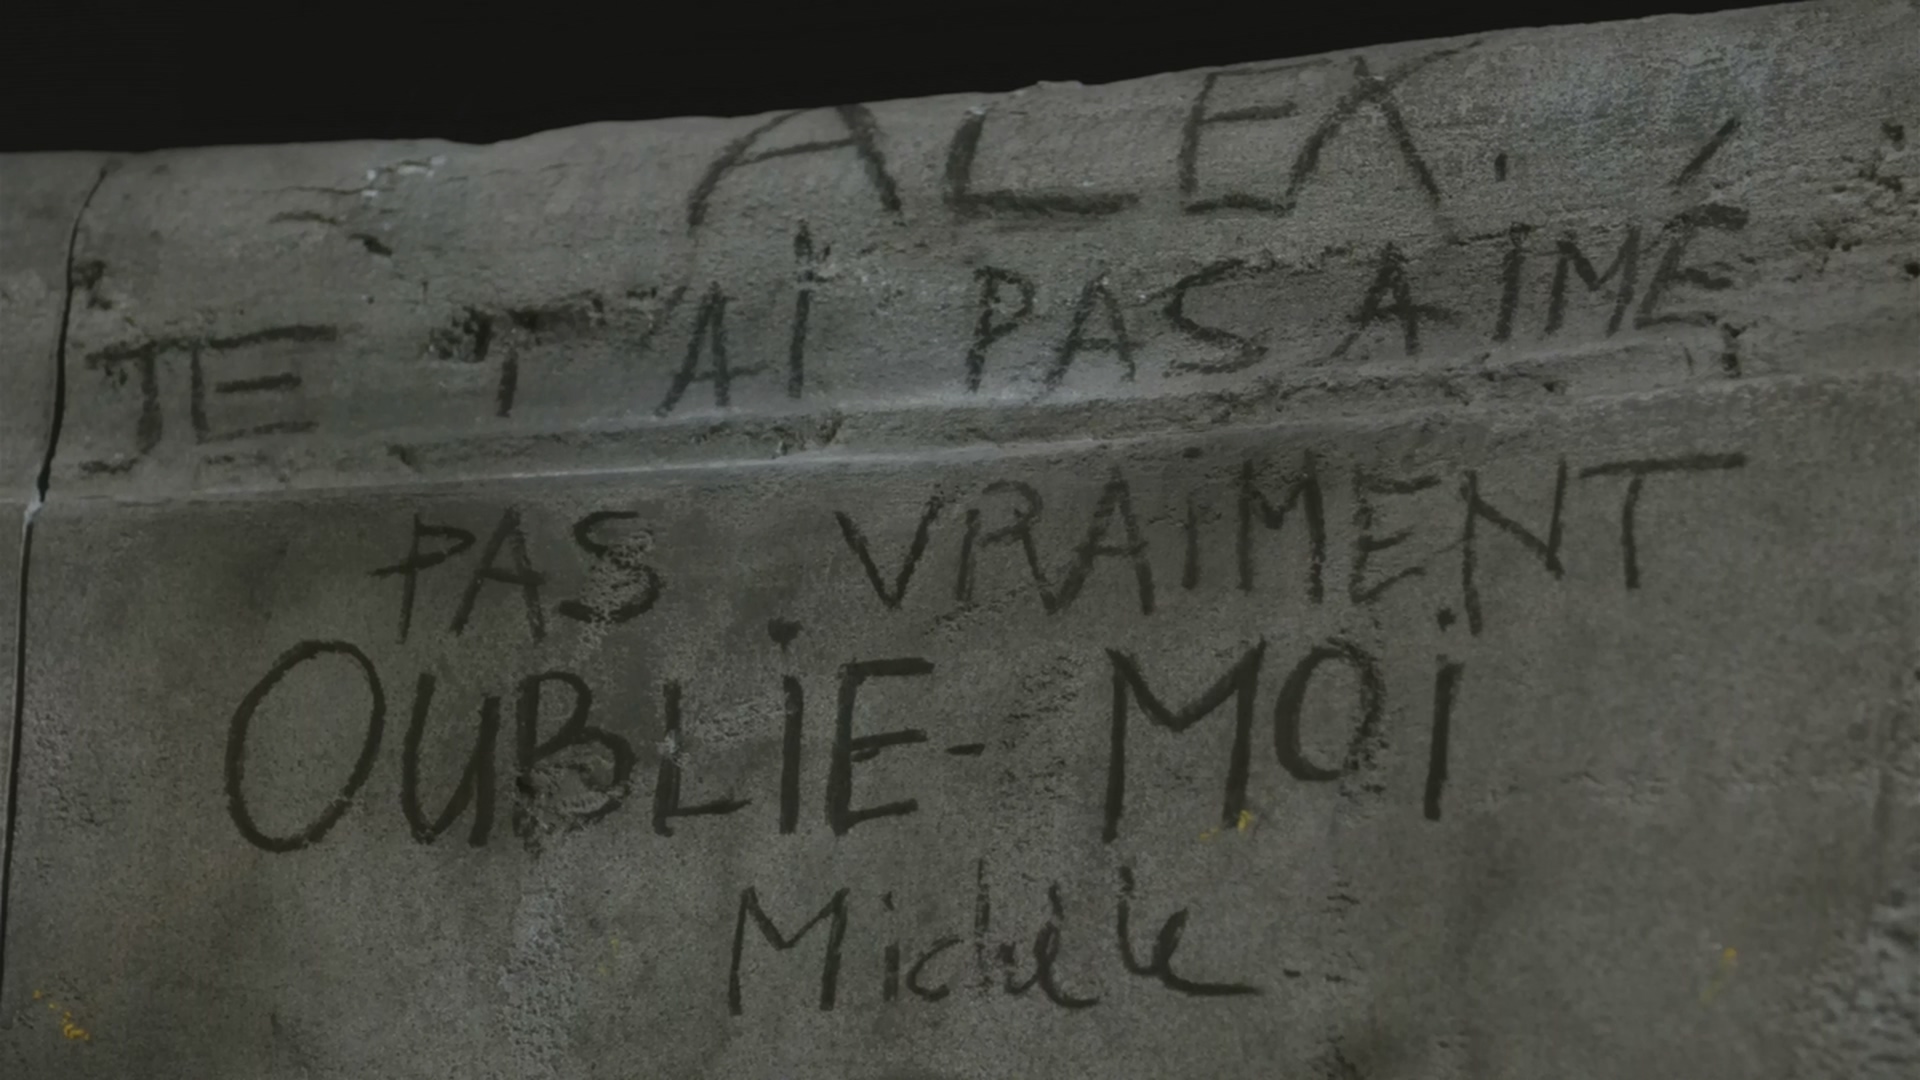 ALEX.
JE T'AI PAS AIMÉ
PAS VRAIMENT
OUBLIE-MOI
Michèle